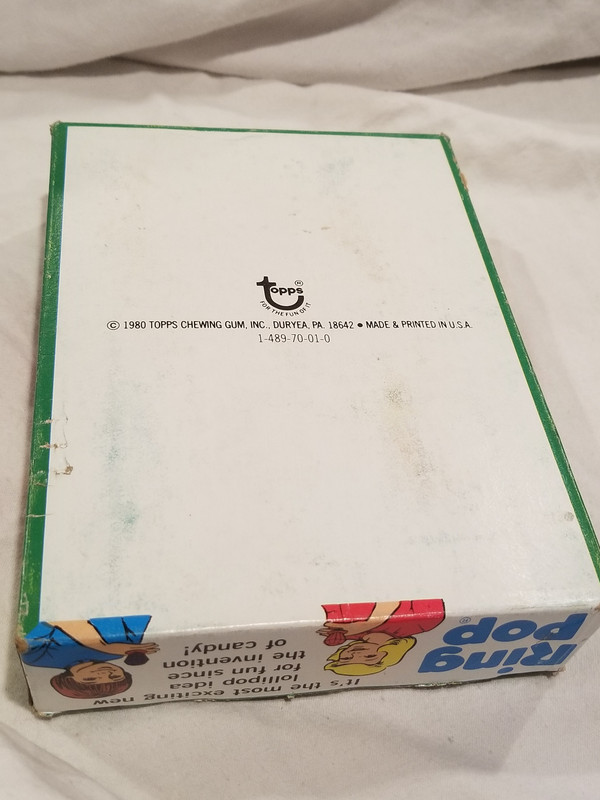 topps®
FOR THE FUN OF IT
© 1980 TOPPS CHEWING GUM, INC., DURYEA, PA. 18642 • MADE & PRINTED IN U.S.A.
1-489-70-01-0
Ring
pop®
It's the most exciting new
lollipop idea
for fun since
the invention
of candy!